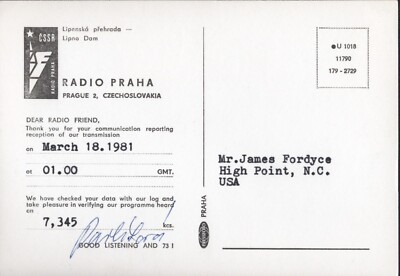 ČSSR
RADIO PRAHA
Lipenská přehrada —
Lipno Dam
RADIO PRAHA
PRAGUE 2, CZECHOSLOVAKIA
DEAR RADIO FRIEND,
Thank you for your communication reporting
reception of our transmission
on March 18.1981
at 01.00 GMT.
We have checked your data with our log and
take pleasure in verifying our programme heard
on 7,345 kcs.
GOOD LISTENING AND 73 !
U 1018
11790
179 - 2729
Mr.James Fordyce
High Point, N.C.
USA
PRAHA